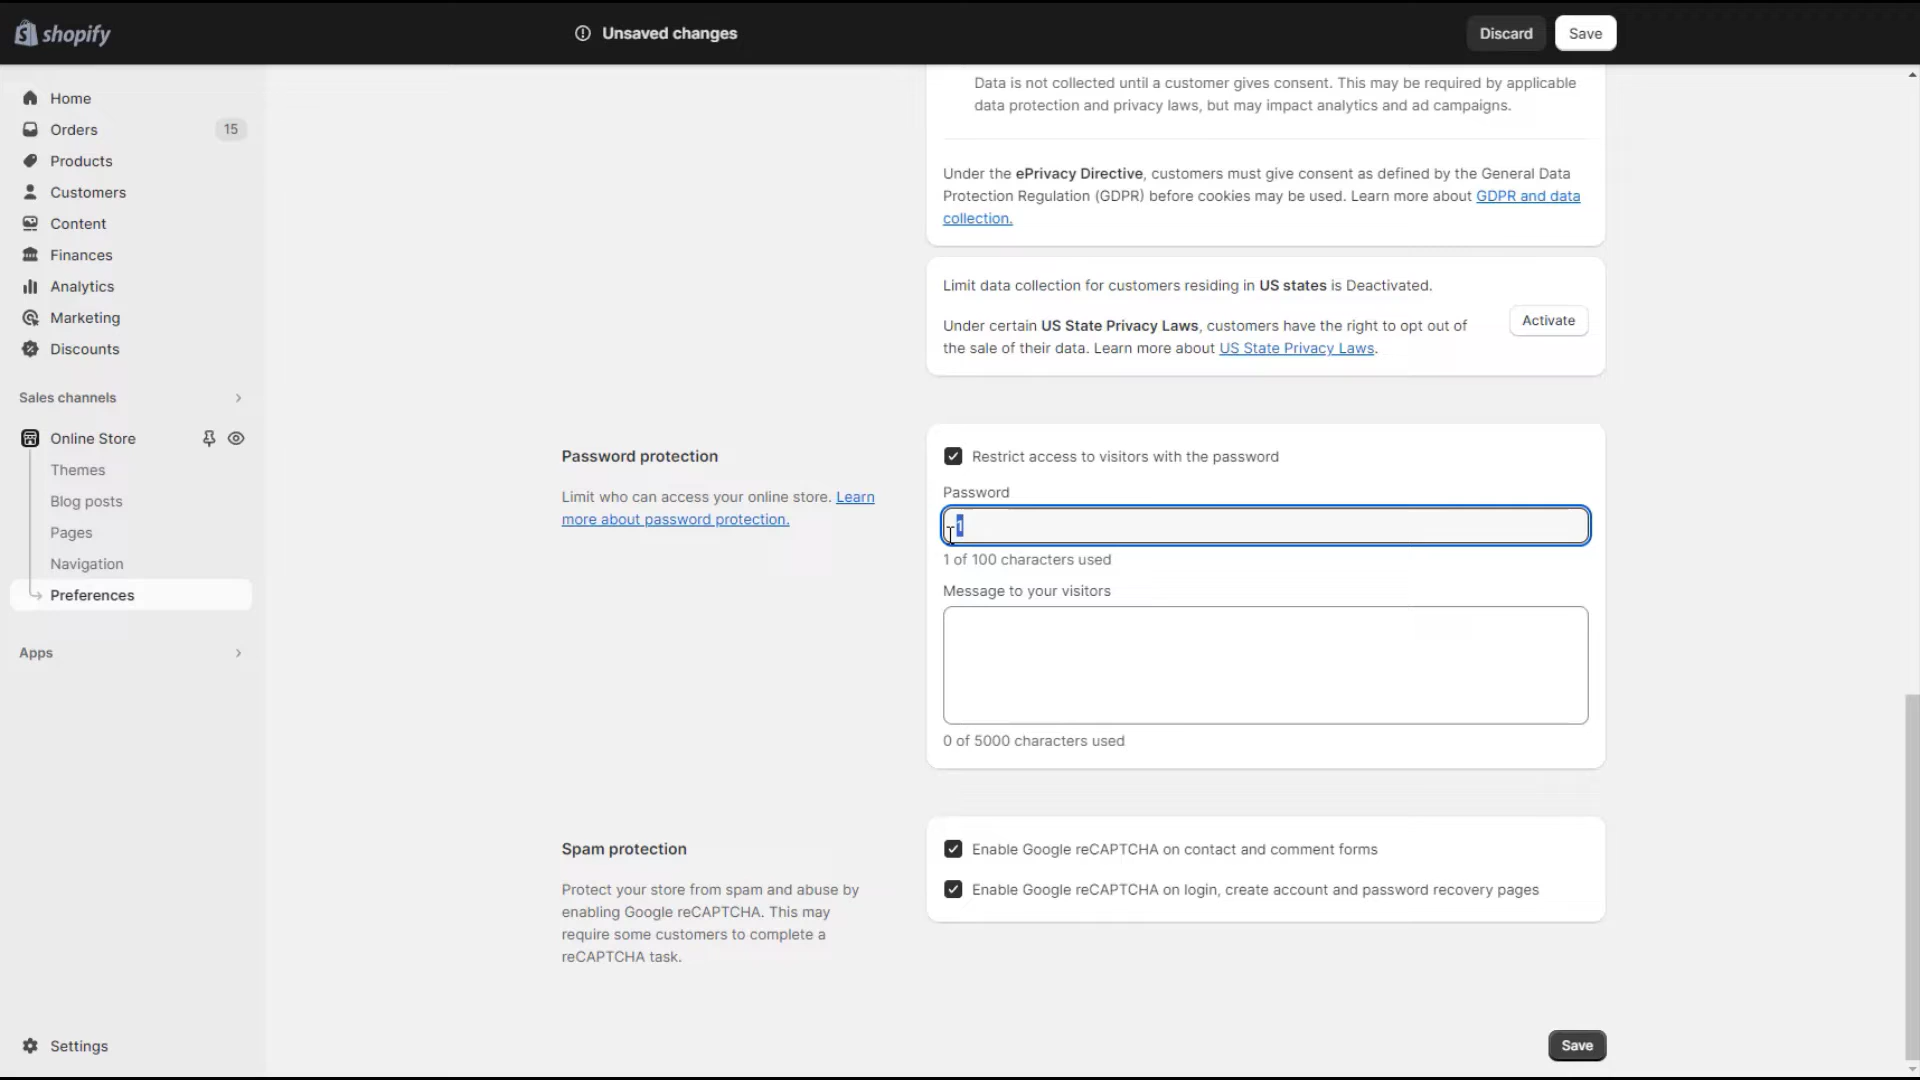 shopify
Unsaved changes
Discard
Save
Home
Orders
15
Products
Customers
Content
Finances
Analytics
Marketing
Discounts
Sales channels
Online Store
Themes
Blog posts
Pages
Navigation
Preferences
Apps
Settings
Data is not collected until a customer gives consent. This may be required by applicable
data protection and privacy laws, but may impact analytics and ad campaigns.
Under the ePrivacy Directive, customers must give consent as defined by the General Data
Protection Regulation (GDPR) before cookies may be used. Learn more about GDPR and data
collection.
Limit data collection for customers residing in US states is Deactivated.
Under certain US State Privacy Laws, customers have the right to opt out of
the sale of their data. Learn more about US State Privacy Laws.
Activate
Password protection
Limit who can access your online store. Learn
more about password protection.
Restrict access to visitors with the password
Password
1
1 of 100 characters used
Message to your visitors
0 of 5000 characters used
Spam protection
Protect your store from spam and abuse by
enabling Google reCAPTCHA. This may
require some customers to complete a
reCAPTCHA task.
Enable Google reCAPTCHA on contact and comment forms
Enable Google reCAPTCHA on login, create account and password recovery pages
Save